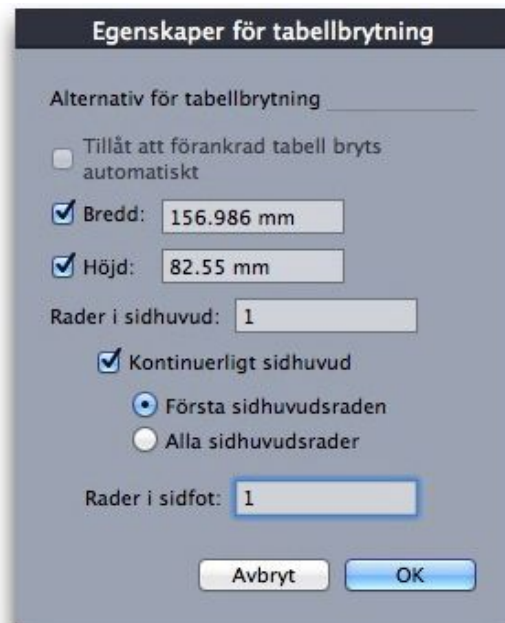 Egenskaper för tabellbrytning
Alternativ för tabellbrytning
Tillåt att förankrad tabell bryts
automatiskt
Bredd: 156.986 mm
Höjd: 82.55 mm
Rader i sidhuvud: 1
Kontinuerligt sidhuvud
Första sidhuvudsraden
Alla sidhuvudsrader
Rader i sidfot: 1
Avbryt OK